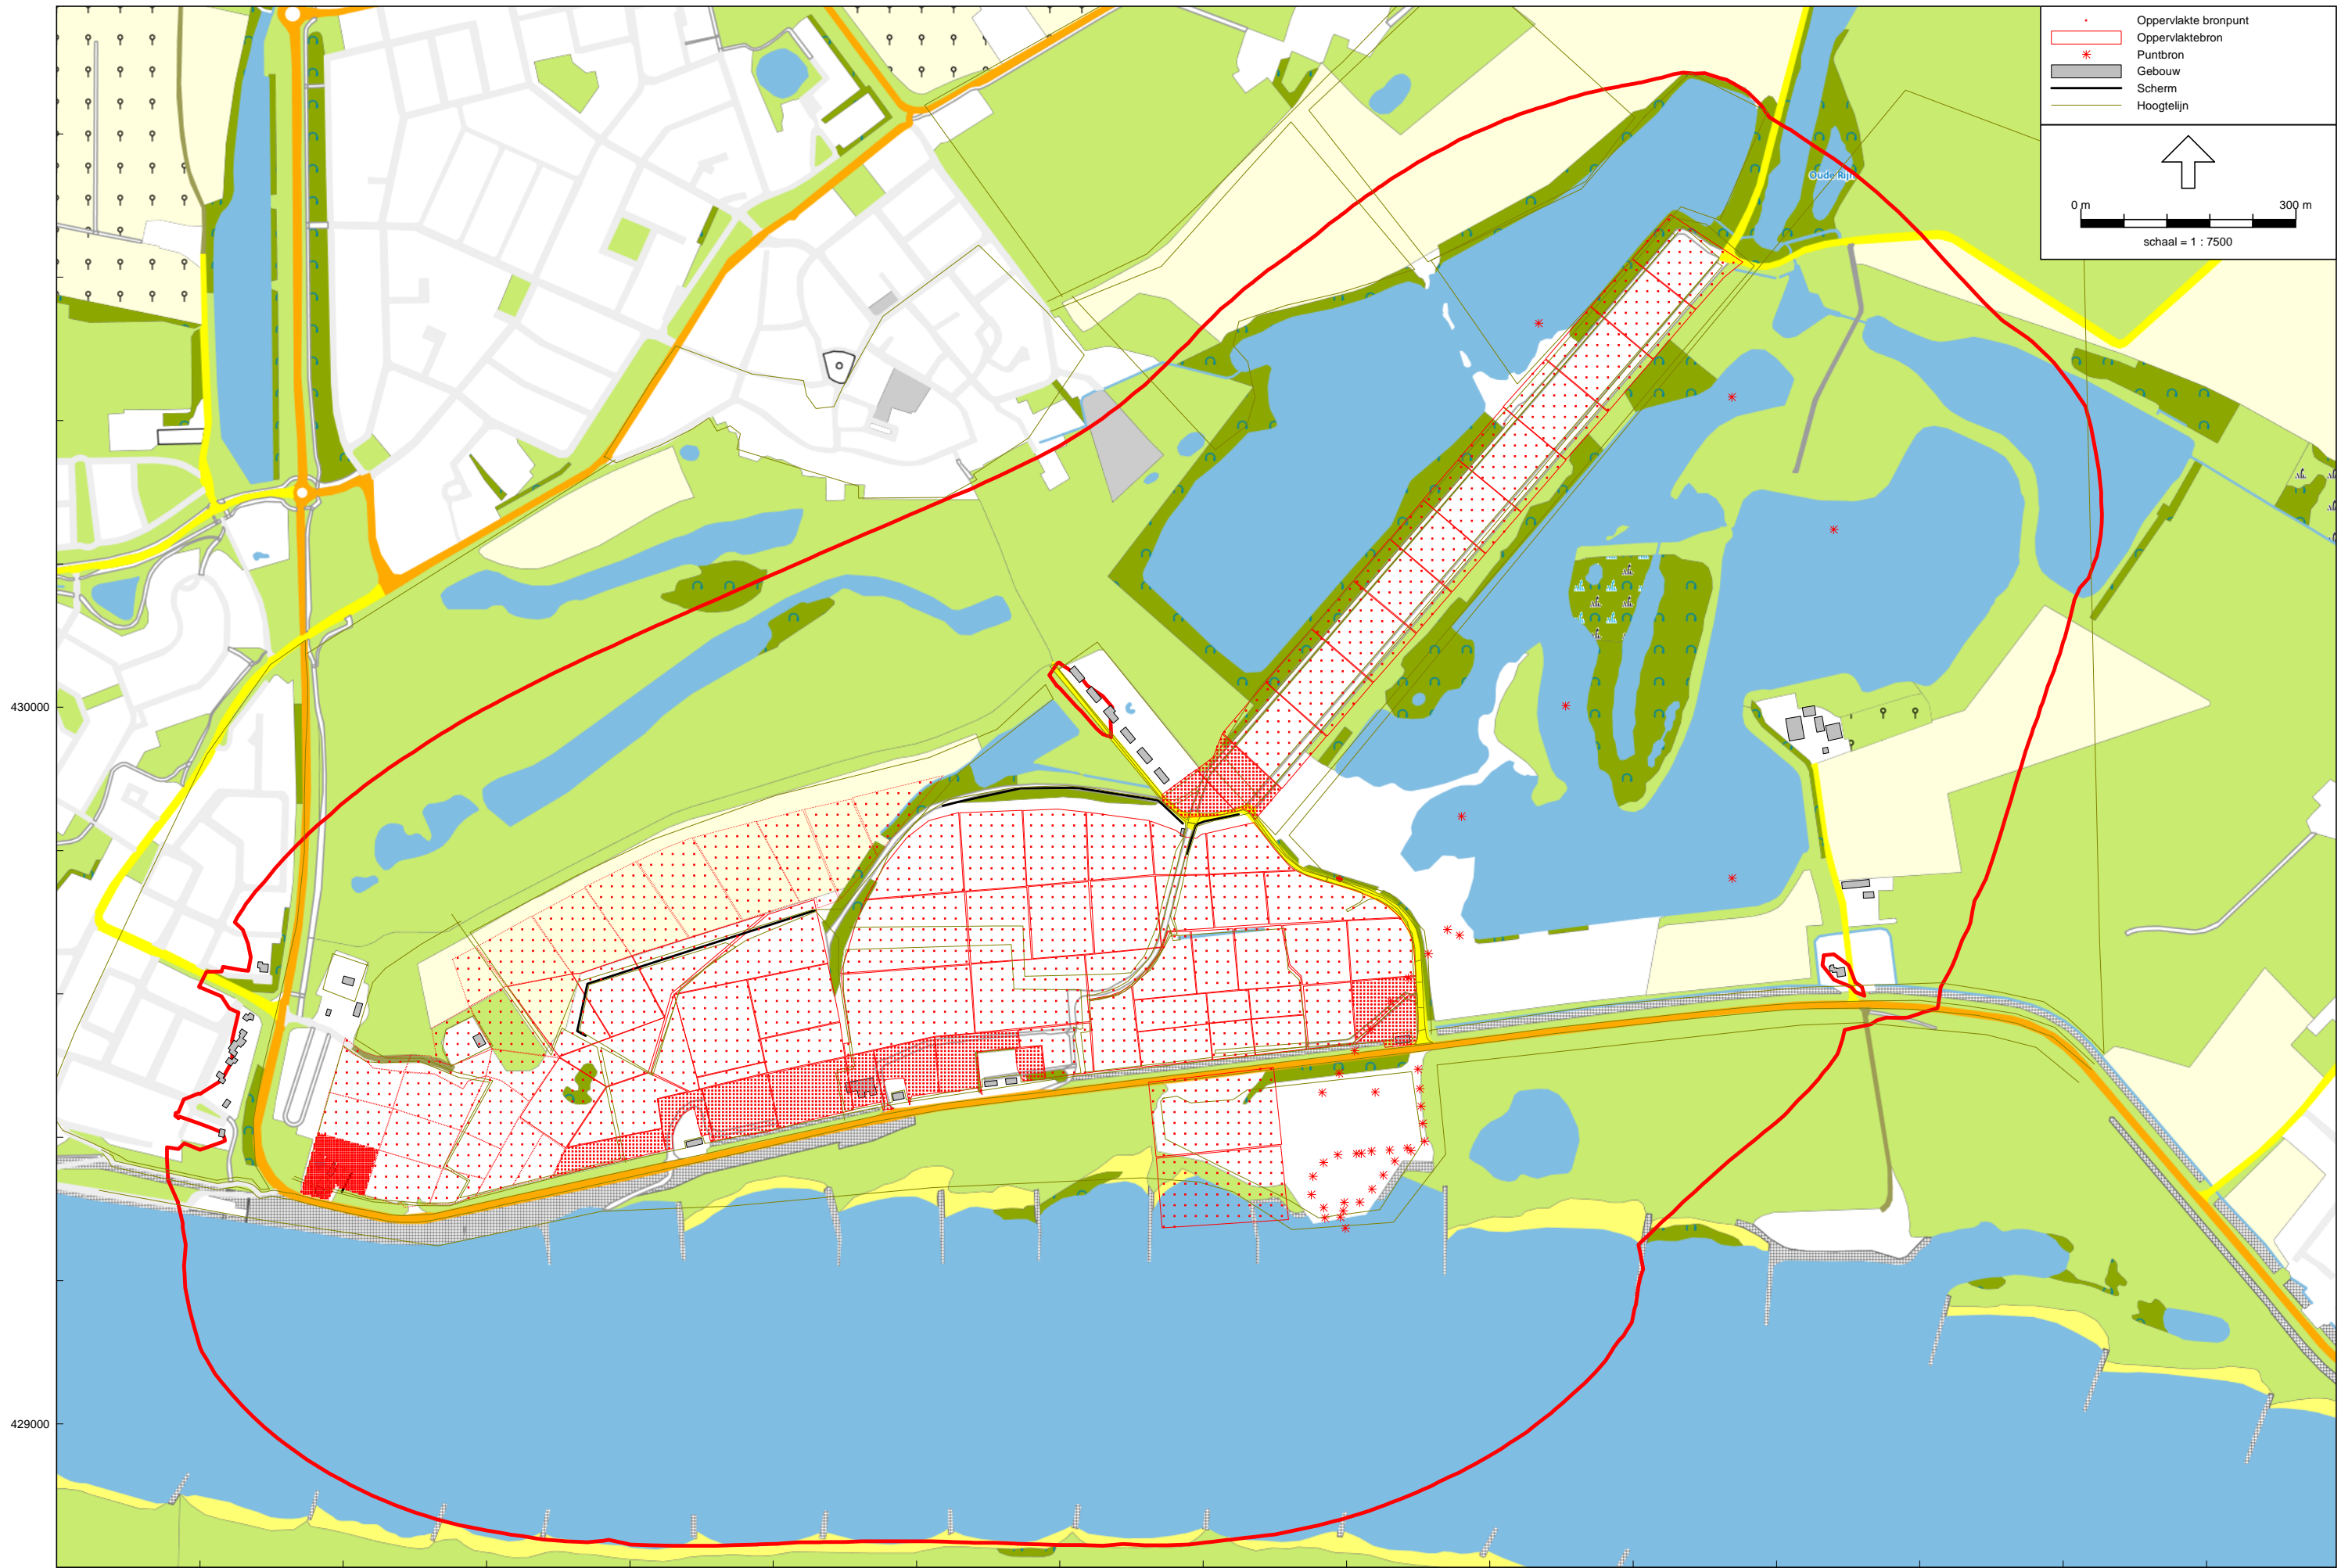 Oppervlakte bronpunt
Oppervlaktebron
Puntbron
Gebouw
Scherm
Hoogtelijn
0 m 300 m
schaal = 1 : 7500
Oude Rijn
430000
429000